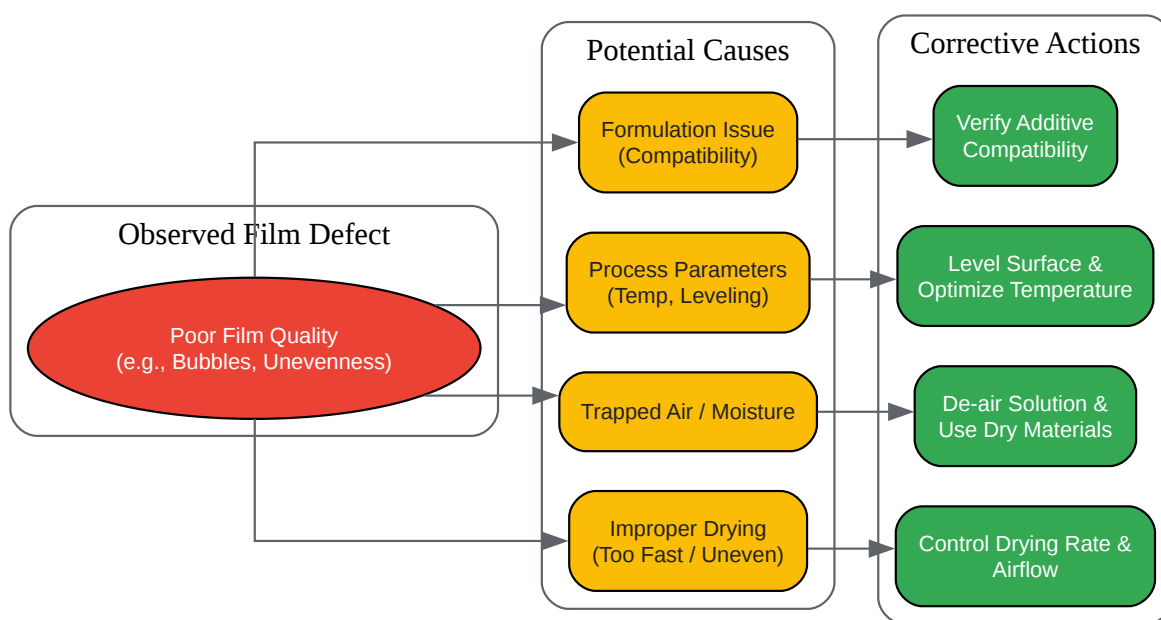 Potential Causes
Corrective Actions
Observed Film Defect
Poor Film Quality
(e.g., Bubbles, Unevenness)
Formulation Issue
(Compatibility)
Verify Additive
Compatibility
Process Parameters
(Temp, Leveling)
Level Surface &
Optimize Temperature
Trapped Air / Moisture
De-air Solution &
Use Dry Materials
Improper Drying
(Too Fast / Uneven)
Control Drying Rate &
Airflow